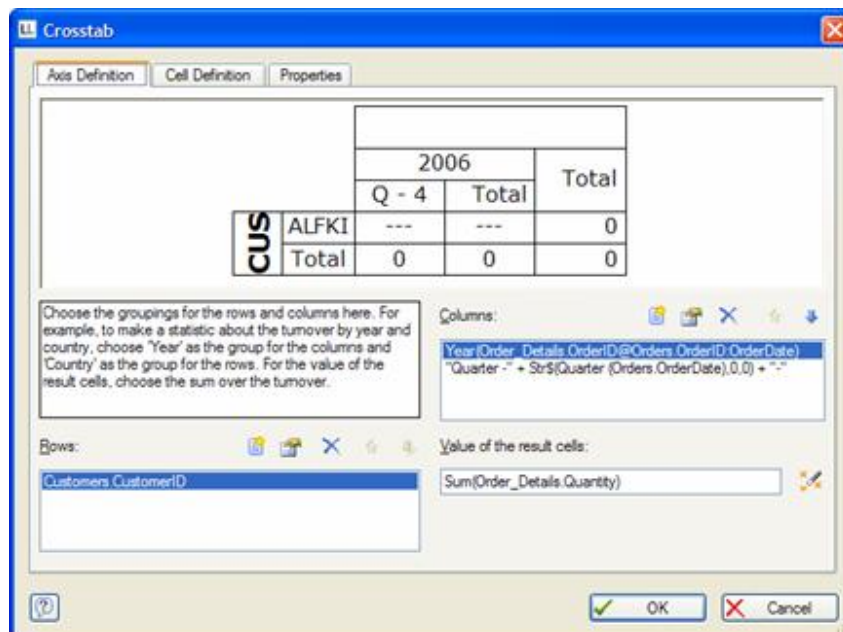 LL Crosstab
Axis Definition Cell Definition Properties
2006 Total
Q - 4 Total
CUS ALFKI --- --- 0
Total 0 0 0
Choose the groupings for the rows and columns here. For
example, to make a statistic about the turnover by year and
country, choose 'Year' as the group for the columns and
'Country' as the group for the rows. For the value of the
result cells, choose the sum over the turnover.
Columns:
Year(Order_Details.OrderID@Orders.OrderID:OrderDate)
"Quarter -" + Str$(Quarter (Orders.OrderDate),0,0) + "-"
Rows:
Customers.CustomerID
Value of the result cells:
Sum(Order_Details.Quantity)
OK Cancel